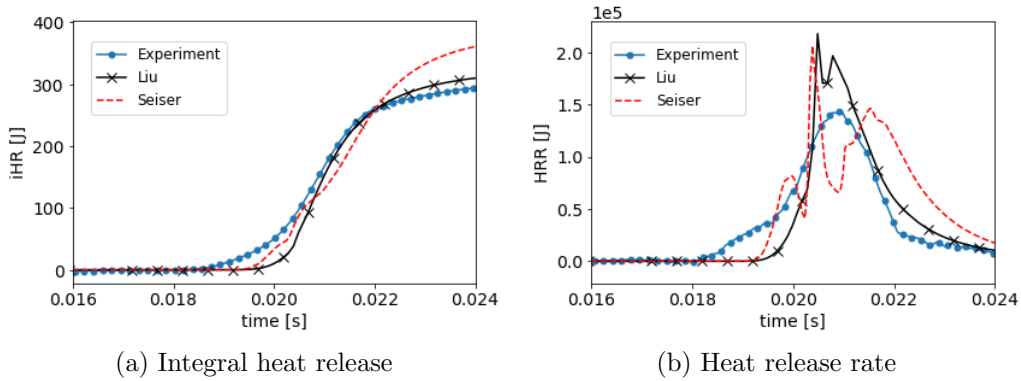 400
300
200
100
0
iHR [J]
Experiment
Liu
Seiser
0.016 0.018 0.020 0.022 0.024
time [s]
(a) Integral heat release
1e5
2.0
1.5
1.0
0.5
0.0
HRR [J]
Experiment
Liu
Seiser
0.016 0.018 0.020 0.022 0.024
time [s]
(b) Heat release rate